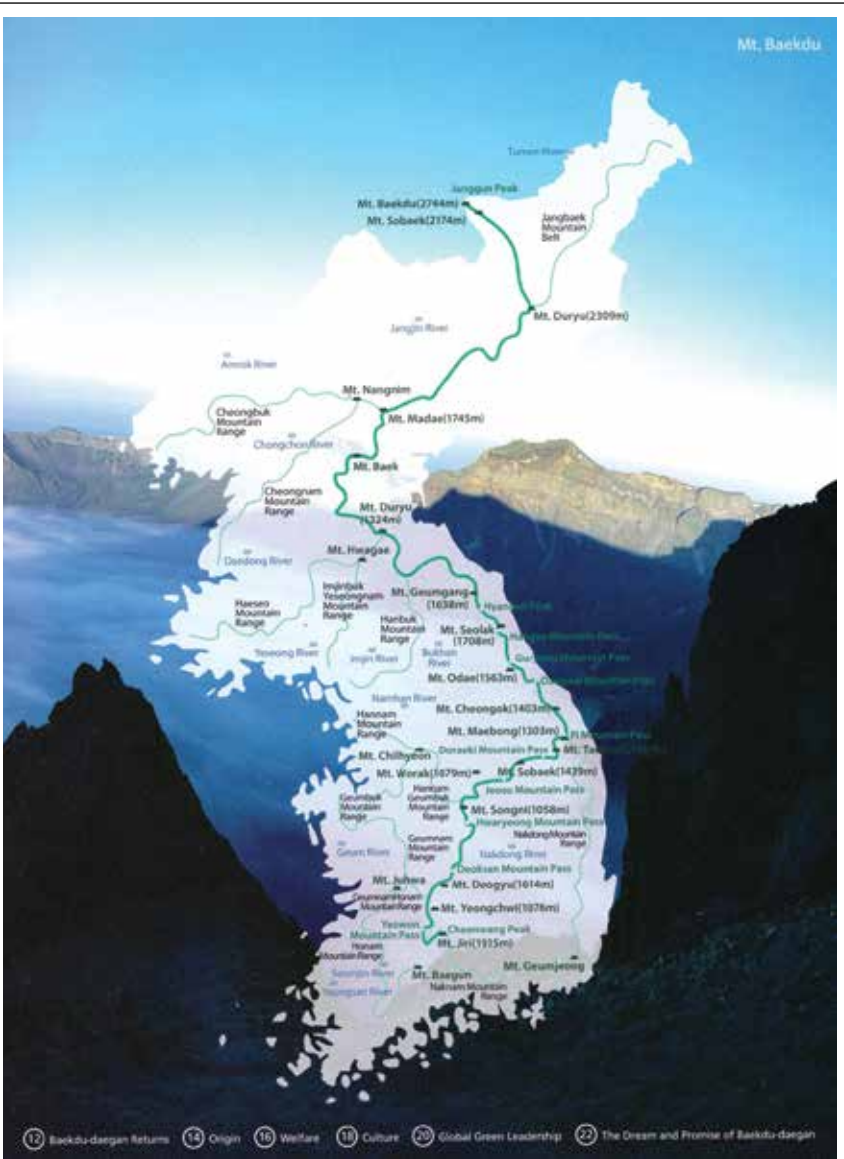 Mt. Baekdu
Tumen River
Janggun Peak
Mt. Baekdu(2744m)
Mt. Sobaek(2174m)
Jangbaek
Mountain
Belt
Mt. Duryu(2309m)
Jangjin River
Amnok River
Mt. Nangnim
Cheongbuk
Mountain
Range
Mt. Madae(1745m)
Chongchon River
Mt. Baek
Cheongnam
Mountain
Range
Mt. Duryu
(1324m)
Mt. Hwagae
Daedong River
Imjinbuk
Yeseongnam
Mountain
Range
Mt. Geumgang
(1638m)
Haeseo
Mountain
Range
Hanbuk
Mountain
Range
Mt. Seolak
(1708m)
Yeseong River
Imjin River
Bukhan
River
Mt. Odae(1563m)
Namhan River
Hannam
Mountain
Range
Mt. Cheongok(1403m)
Mt. Maebong(1303m)
Pi Mountain Pass
Doraeki Mountain Pass
Mt. Chilhyeon
Mt. Sobaek(1439m)
Mt. Worak(1079m)
Geumbuk
Mountain
Range
Hannam
Geumbuk
Mountain
Range
Mt. Songni(1058m)
Hwaryeong Mountain Pass
Nakdong Mountain
Range
Geumnam
Mountain
Range
Geum River
Nakdong River
Mountain Pass
Mt. Juhwa
Mt. Deogyu(1614m)
GeumnamHonam
Mountain Range
Mt. Yeongchwi(1076m)
Yeowon
Mountain Pass
Cheonwang Peak
Mt. Jiri(1915m)
Honam
Mountain Range
Mt. Baegun
Mt. Geumjeong
Naknam Mountain
Range
12 Baekdu-daegan Returns 14 Origin 16 Welfare 18 Culture 20 Global Green Leadership 22 The Dream and Promise of Baekdu-daegan